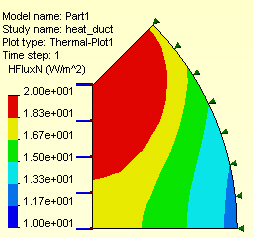 Model name: Part1
Study name: heat_duct
Plot type: Thermal-Plot1
Time step: 1
HFluxN (W/m^2)
2.00e+001
1.83e+001
1.67e+001
1.50e+001
1.33e+001
1.17e+001
1.00e+001